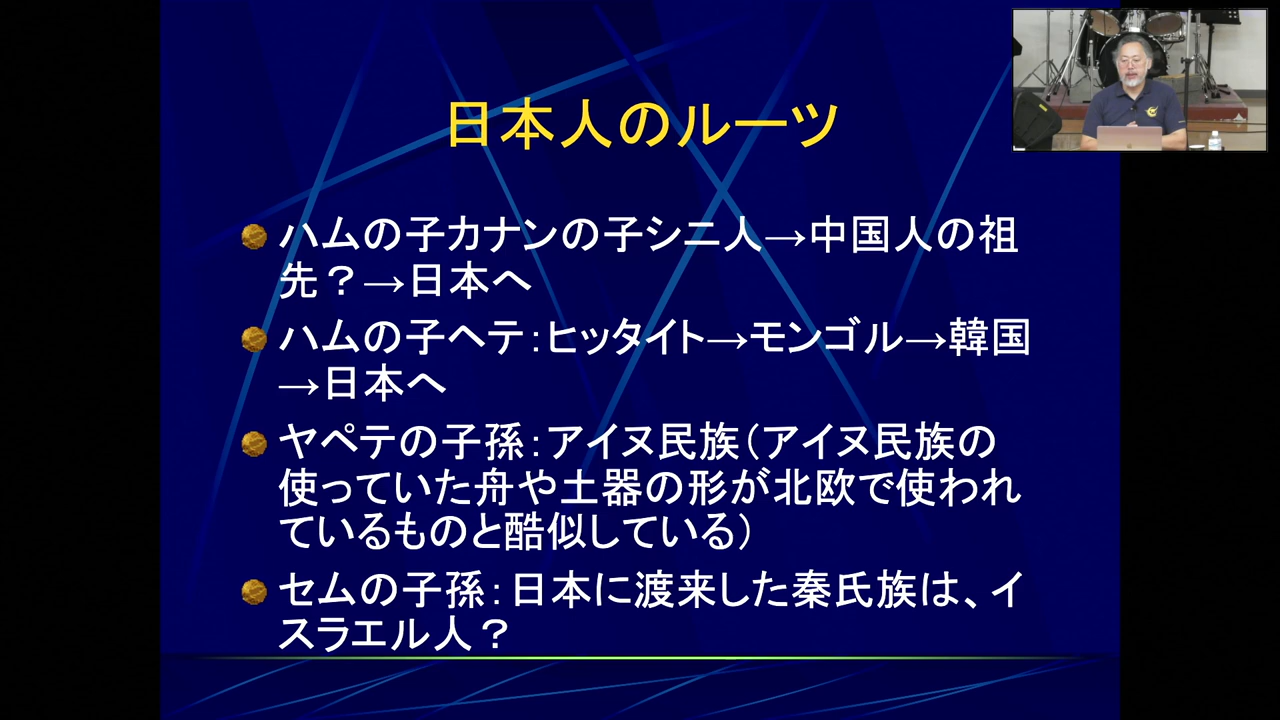 日本人のルーツ
ハムの子カナンの子シニ人→中国人の祖
先？→日本へ
ハムの子ヘテ：ヒッタイト→モンゴル→韓国
→日本へ
ヤペテの子孫：アイヌ民族（アイヌ民族の
使っていた舟や土器の形が北欧で使われ
ているものと酷似している）
セムの子孫：日本に渡来した秦氏族は、イ
スラエル人？